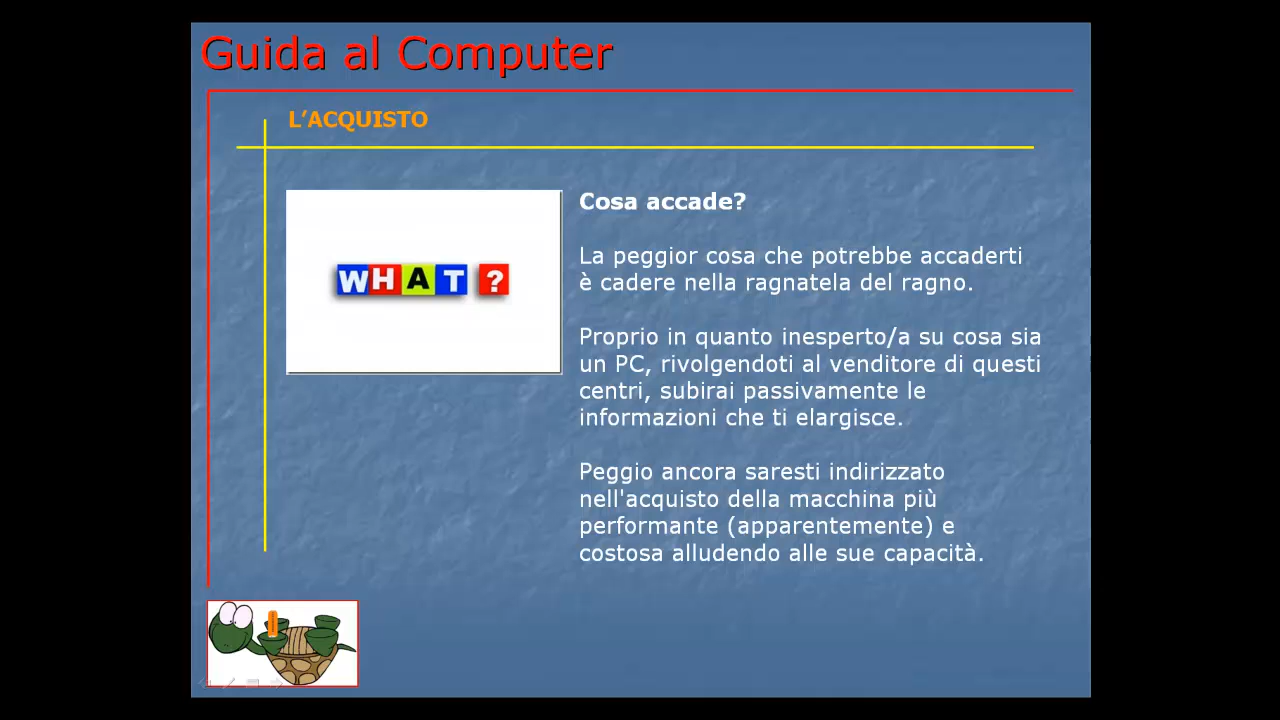 Guida al Computer
L'ACQUISTO
WHAT?
Cosa accade?
La peggior cosa che potrebbe accaderti
è cadere nella ragnatela del ragno.
Proprio in quanto inesperto/a su cosa sia
un PC, rivolgendoti al venditore di questi
centri, subirai passivamente le
informazioni che ti elargisce.
Peggio ancora saresti indirizzato
nell'acquisto della macchina più
performante (apparentemente) e
costosa alludendo alle sue capacità.